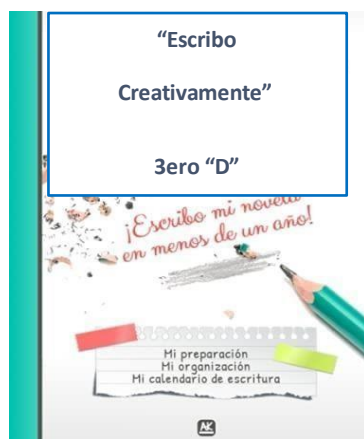 “Escribo
Creativamente”
3ero “D”
¡Escribo mi novela
en menos de un año!
Mi preparación
Mi organización
Mi calendario de escritura
AK